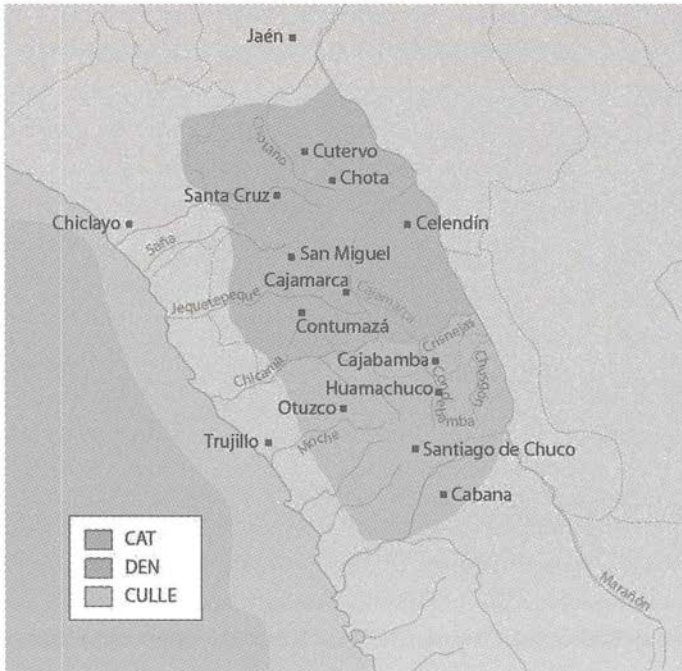 Jaén
Chotano
Cutervo
Chota
Santa Cruz
Chiclayo
Celendín
Saña
San Miguel
Cajamarca
Cajamarca
Jequetepeque
Contumazá
Crisnejas
Cajabamba
Chusgón
Chicama
Huamachuco
Condebamba
Otuzco
Trujillo
Moche
Santiago de Chuco
Cabana
CAT
DEN
CULLE
Marañón